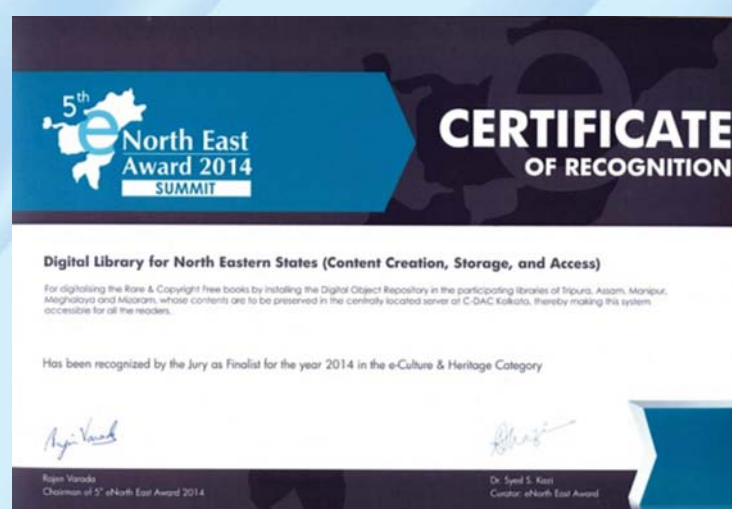 5th
e North East
Award 2014
SUMMIT
CERTIFICATE
OF RECOGNITION
Digital Library for North Eastern States (Content Creation, Storage, and Access)
For digitalising the Rare & Copyright Free books by installing the Digital Object Repository in the participating libraries of Tripura, Assam, Manipur,
Meghalaya and Mizoram, whose contents are to be preserved in the centrally located server at C-DAC Kolkata, thereby making this system
accessible for all the readers.
Has been recognized by the Jury as Finalist for the year 2014 in the e-Culture & Heritage Category
Rajen Varada
Chairman of 5th eNorth East Award 2014
Dr. Syed S. Kazi
Curator: eNorth East Award